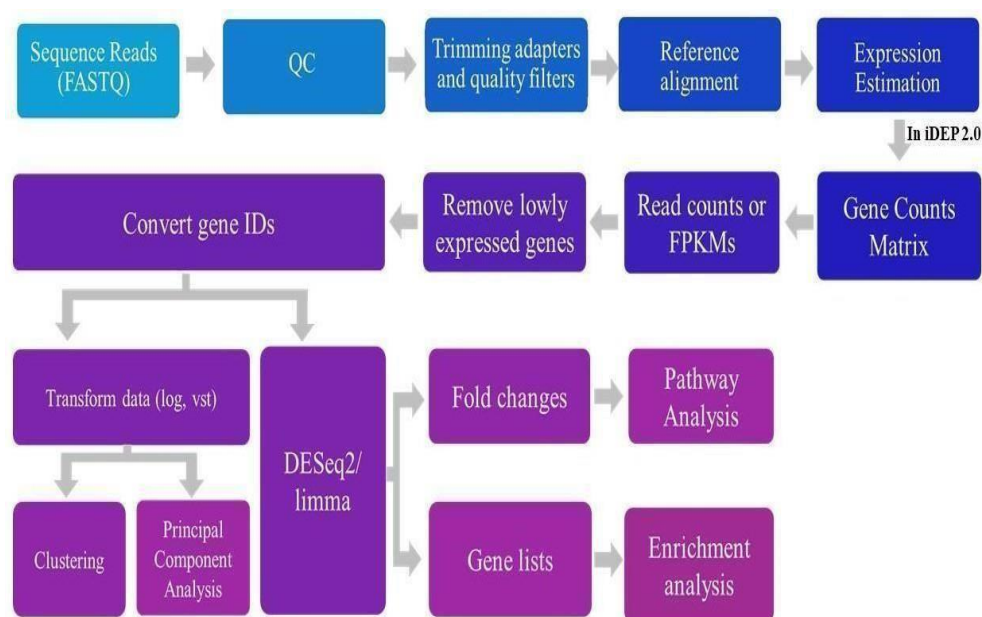 Sequence Reads
(FASTQ)
QC
Trimming adapters
and quality filters
Reference
alignment
Expression
Estimation
In iDEP 2.0
Gene Counts
Matrix
Read counts or
FPKMs
Remove lowly
expressed genes
Convert gene IDs
Transform data (log, vst)
Clustering
Principal
Component
Analysis
DESeq2/
limma
Fold changes
Pathway
Analysis
Gene lists
Enrichment
analysis